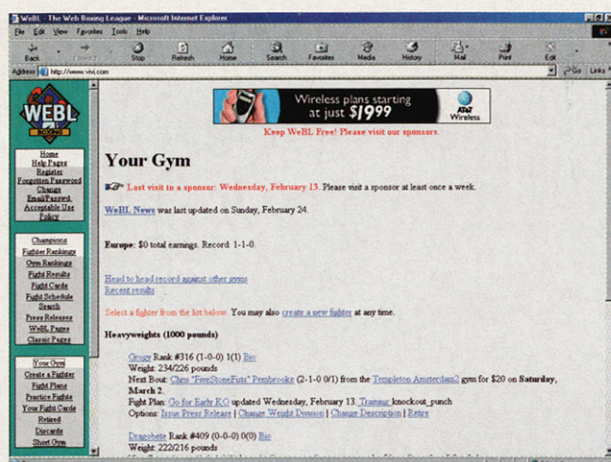 WeBL - The Web Boxing League - Microsoft Internet Explorer
File Edit View Favorites Tools Help
Back Forward Stop Refresh Home Search Favorites Media History Mail Print Edit
Address http://www.vivi.com Go Links
WEBL
BOXING
Wireless plans starting
at just $1999
AT&T
Wireless
Keep WeBL Free! Please visit our sponsors.
Home
Help Pages
Register
Forgotten Password
Change
Email/Passwd.
Acceptable Use
Policy
Champions
Fighter Rankings
Gym Rankings
Fight Results
Fight Cards
Fight Schedule
Search
Press Releases
WeBL Pages
Classic Pages
Your Gym
Create a Fighter
Fight Plans
Practice Fights
Your Fight Cards
Retired
Discards
Short Gym
Your Gym
Last visit to a sponsor: Wednesday, February 13. Please visit a sponsor at least once a week.
WeBL News was last updated on Sunday, February 24.
Europe: $0 total earnings. Record: 1-1-0.
Head to head record against other gyms
Recent results
Select a fighter from the list below. You may also create a new fighter at any time.
Heavyweights (1000 pounds)
Grogy Rank #316 (1-0-0) 1(1) Bio
Weight: 234/226 pounds
Next Bout: Chris "FiveStoneFists" Pembrooke (2-1-0 0/1) from the Templeton Amsterdam2 gym for $20 on Saturday,
March 2.
Fight Plan: Go for Early KO updated Wednesday, February 13. Training: knockout_punch
Options: Issue Press Release | Change Weight Division | Change Description | Retire
Dragobete Rank #409 (0-0-0) 0(0) Bio
Weight: 222/216 pounds